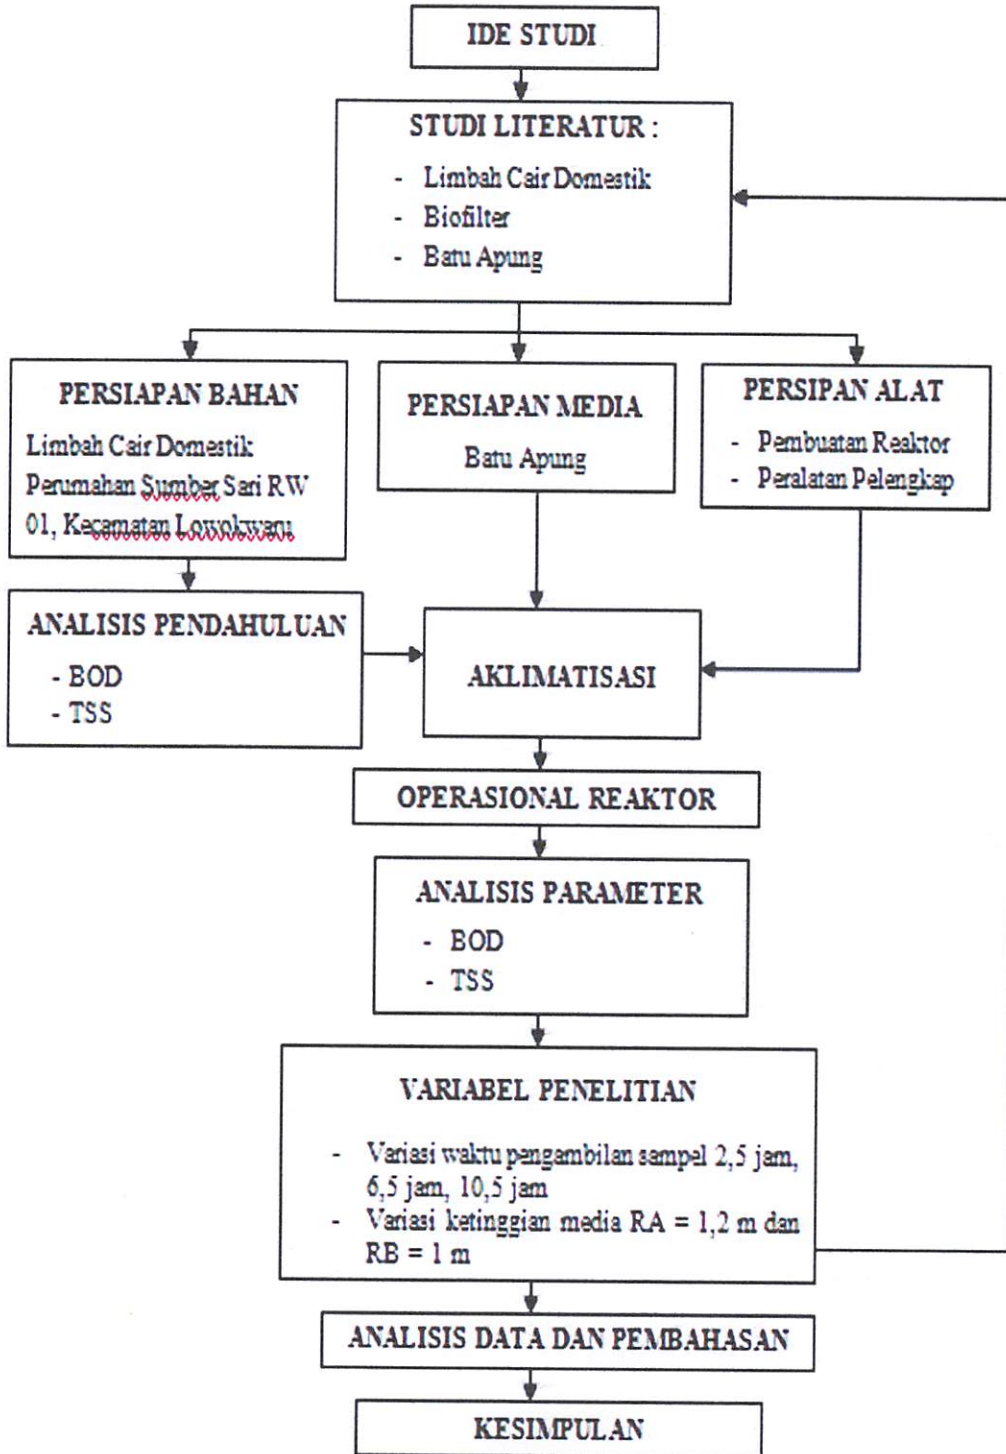 IDE STUDI
STUDI LITERATUR :
- Limbah Cair Domestik
- Biofilter
- Batu Apung
PERSIAPAN BAHAN
Limbah Cair Domestik
Perumahan Sumber Sari RW
01, Kecamatan Lowokwaru
PERSIAPAN MEDIA
Batu Apung
PERSIPAN ALAT
- Pembuatan Reaktor
- Peralatan Pelengkap
ANALISIS PENDAHULUAN
- BOD
- TSS
AKLIMATISASI
OPERASIONAL REAKTOR
ANALISIS PARAMETER
- BOD
- TSS
VARIABEL PENELITIAN
- Variasi waktu pengambilan sampel 2,5 jam,
6,5 jam, 10,5 jam
- Variasi ketinggian media RA = 1,2 m dan
RB = 1 m
ANALISIS DATA DAN PEMBAHASAN
KESIMPULAN